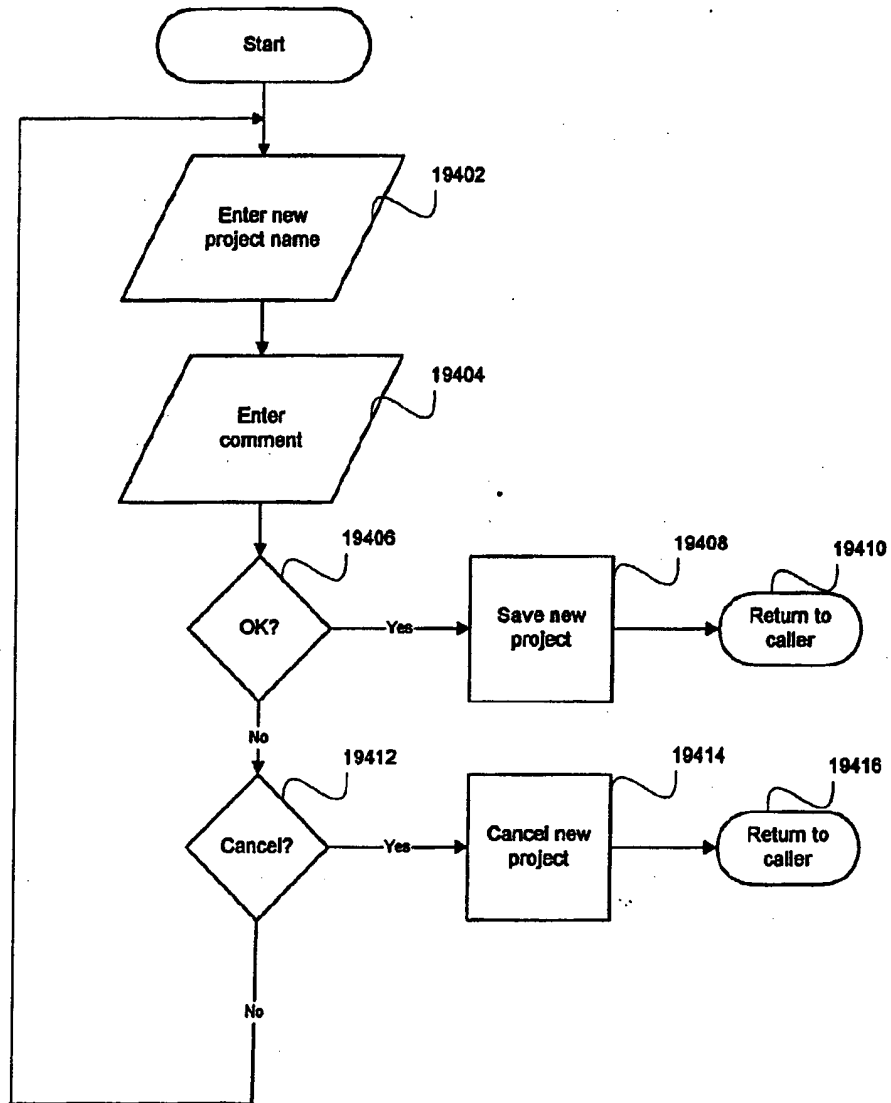 Start
19402
Enter new
project name
19404
Enter
comment
19406
19408
19410
OK?
Yes
Save new
project
Return to
caller
No
19412
19414
19416
Cancel?
Yes
Cancel new
project
Return to
caller
No